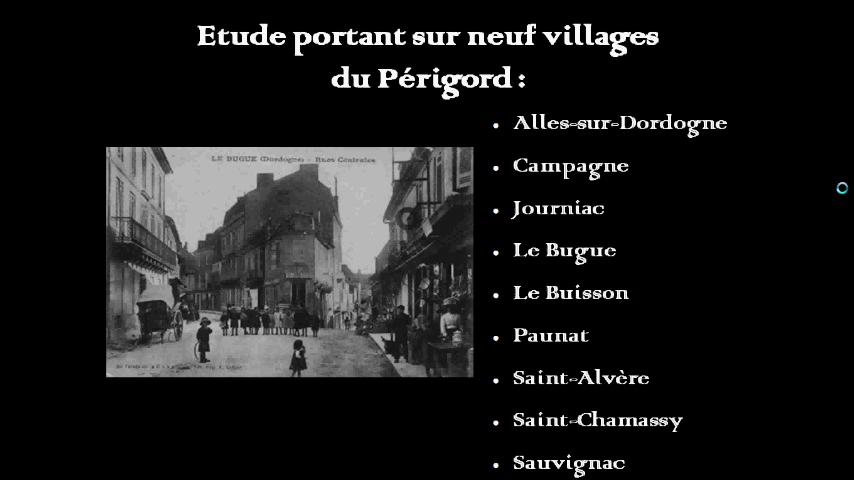 Etude portant sur neuf villages
du Périgord :
LE BUGUE (Dordogne) - Rues Centrales
• Alles-sur-Dordogne
• Campagne
• Journiac
• Le Bugue
• Le Buisson
• Paunat
• Saint-Alvère
• Saint-Chamassy
• Sauvignac